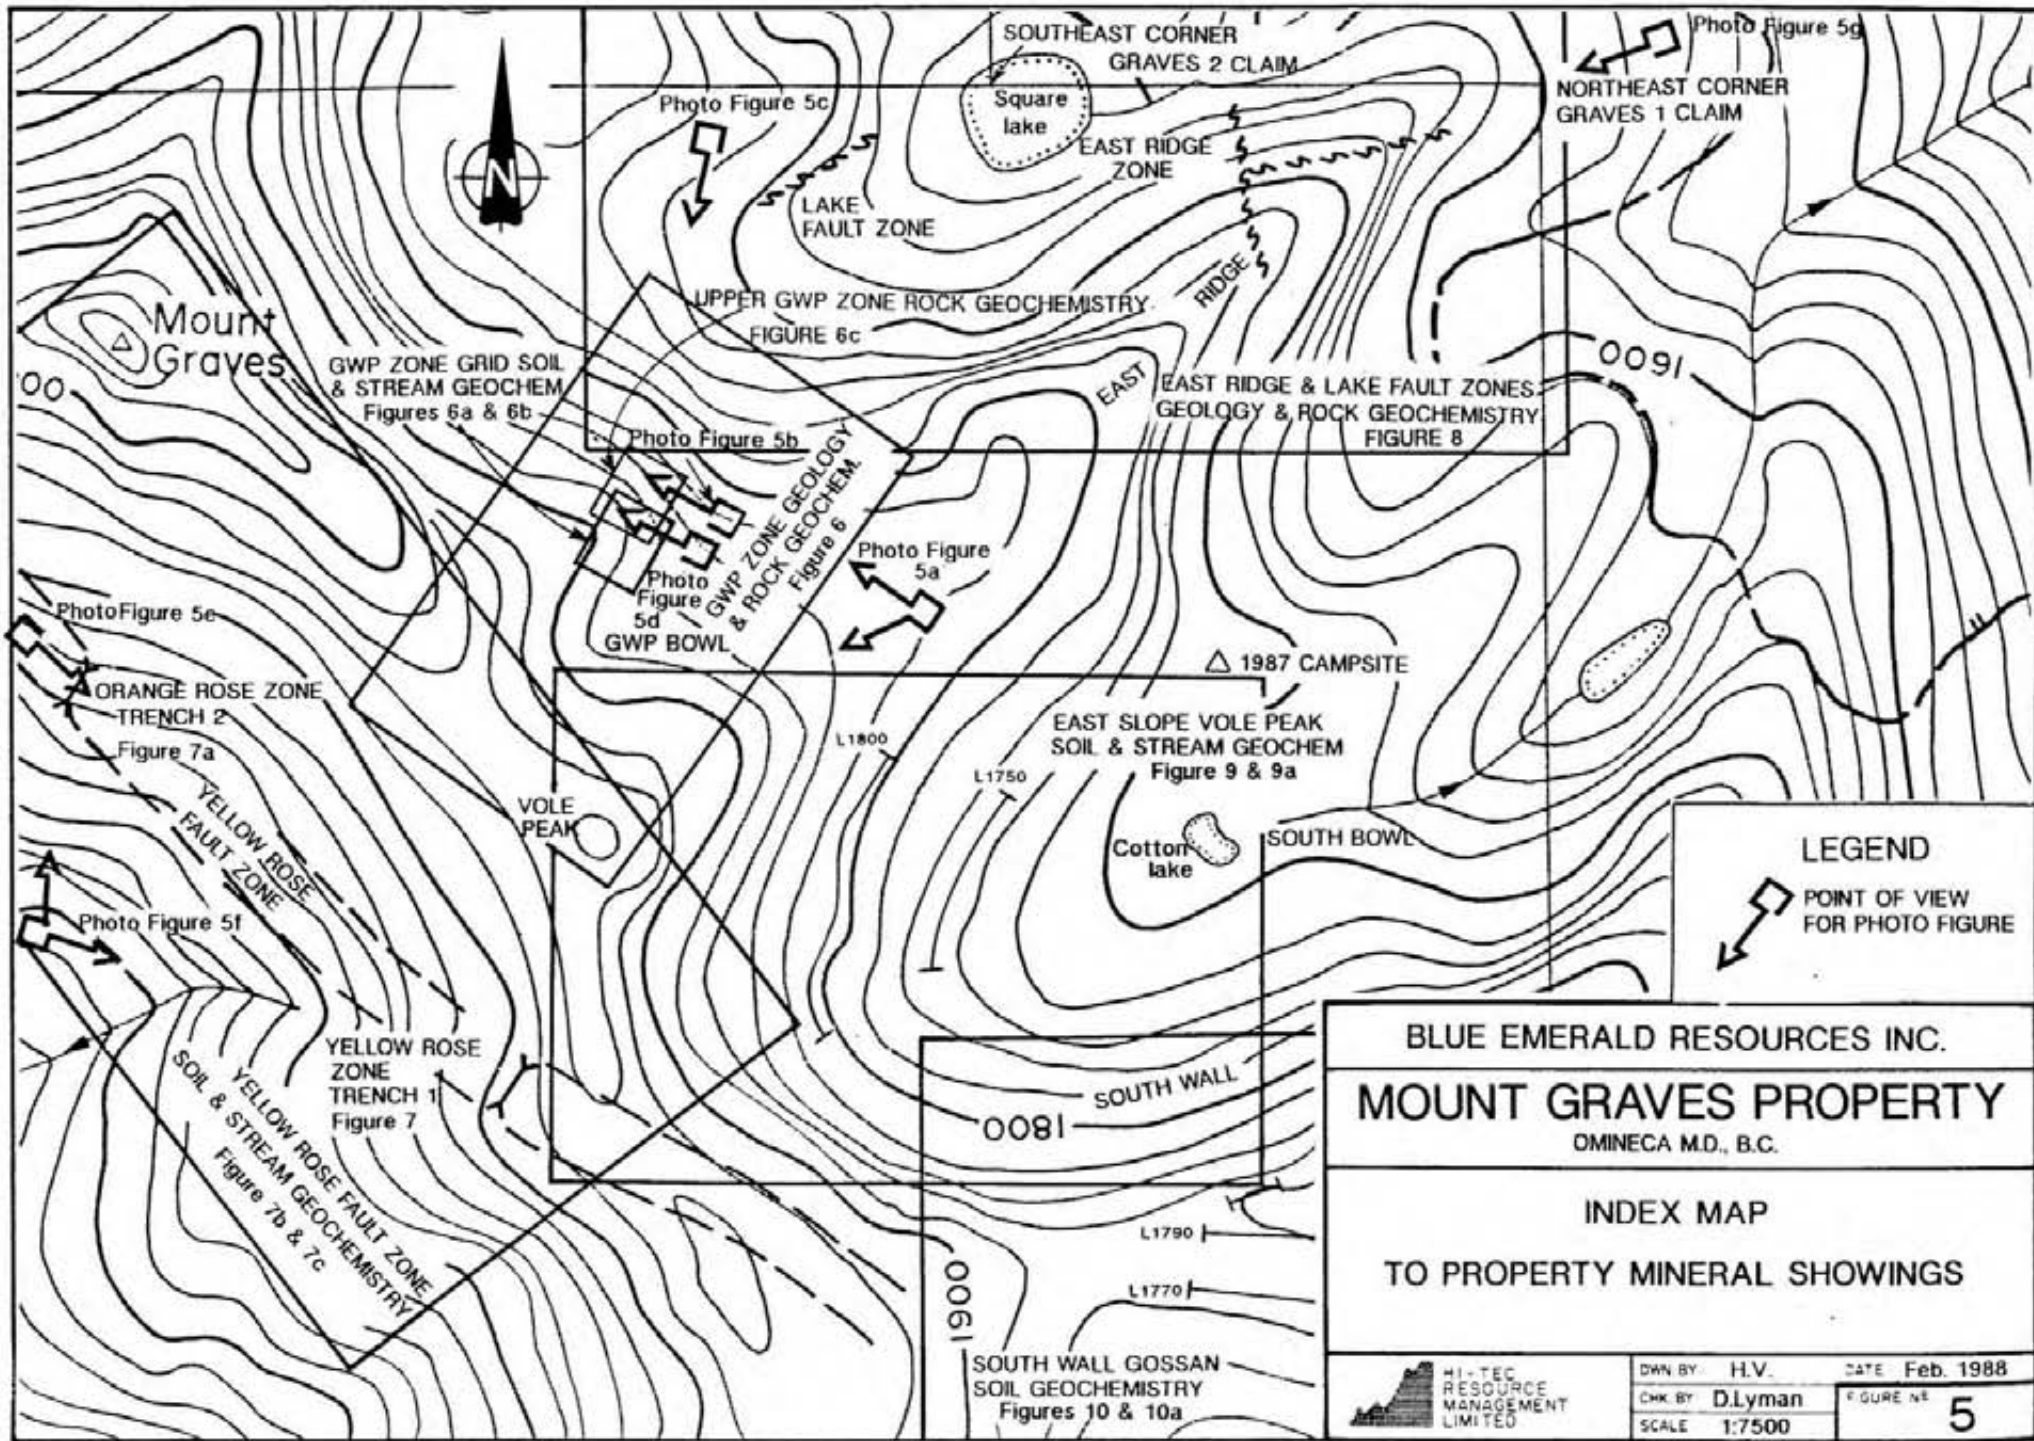 SOUTHEAST CORNER
GRAVES 2 CLAIM
Photo Figure 5g
NORTHEAST CORNER
GRAVES 1 CLAIM
Photo Figure 5c
Square
lake
EAST RIDGE
ZONE
N
LAKE
FAULT ZONE
Mount
Graves
UPPER GWP ZONE ROCK GEOCHEMISTRY
FIGURE 6c
RIDGE
EAST
GWP ZONE GRID SOIL
& STREAM GEOCHEM
Figures 6a & 6b
00
1600
EAST RIDGE & LAKE FAULT ZONES
GEOLOGY & ROCK GEOCHEMISTRY
FIGURE 8
Photo Figure 5b
GWP ZONE GEOLOGY
& ROCK GEOCHEM.
Figure 6
Photo Figure
5a
Photo
Figure
5d
GWP BOWL
Photo Figure 5e
ORANGE ROSE ZONE
TRENCH 2
Figure 7a
1987 CAMPSITE
EAST SLOPE VOLE PEAK
SOIL & STREAM GEOCHEM
Figure 9 & 9a
L1800
L1750
YELLOW ROSE
FAULT ZONE
VOLE
PEAK
Cotton
lake
SOUTH BOWL
Photo Figure 5f
LEGEND
POINT OF VIEW
FOR PHOTO FIGURE
YELLOW ROSE
ZONE
TRENCH 1
Figure 7
YELLOW ROSE FAULT ZONE
SOIL & STREAM GEOCHEMISTRY
Figure 7b & 7c
SOUTH WALL
1800
L1790
L1770
1900
SOUTH WALL GOSSAN
SOIL GEOCHEMISTRY
Figures 10 & 10a
BLUE EMERALD RESOURCES INC.
MOUNT GRAVES PROPERTY
OMINECA M.D., B.C.
INDEX MAP
TO PROPERTY MINERAL SHOWINGS
HI-TEC
RESOURCE
MANAGEMENT
LIMITED
DWN BY H.V.
DATE Feb. 1988
CHK BY D.Lyman
FIGURE Nº 5
SCALE 1:7500